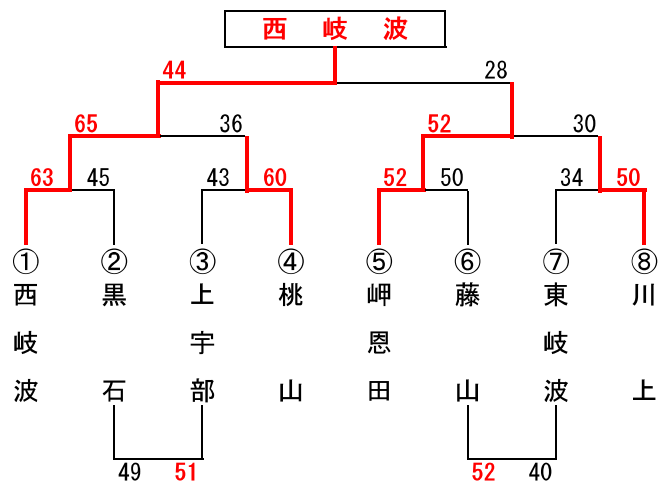 西岐波
44 28
65 36 52 30
63 45 43 60 52 50 34 50
① ② ③ ④ ⑤ ⑥ ⑦ ⑧
西岐波
黒石
上宇部
桃山
岬恩田
藤山
東岐波
川上
49 51 52 40